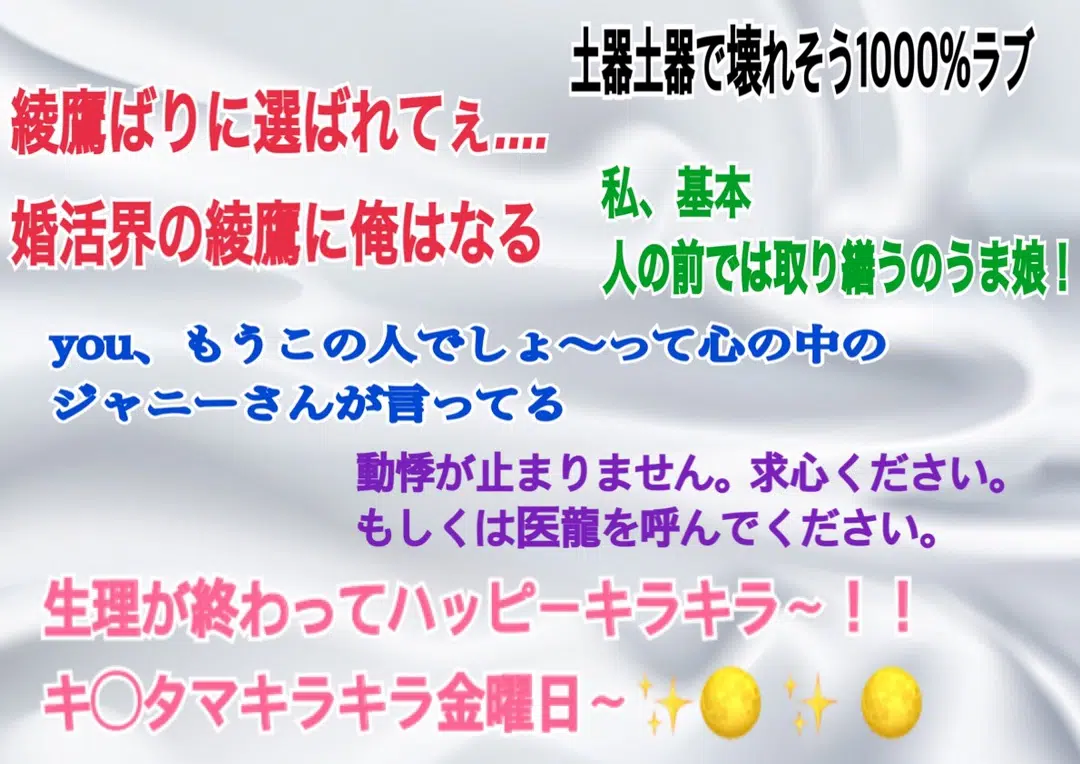 土器土器で壊れそう1000%ラブ
綾鷹ばりに選ばれてぇ....
婚活界の綾鷹に俺はなる
私、基本
人の前では取り繕うのうま娘！
you、もうこの人でしょ〜って心の中の
ジャニーさんが言ってる
動悸が止まりません。求心ください。
もしくは医龍を呼んでください。
生理が終わってハッピーキラキラ〜！！
キ◯タマキラキラ金曜日〜✨🌕✨🌕